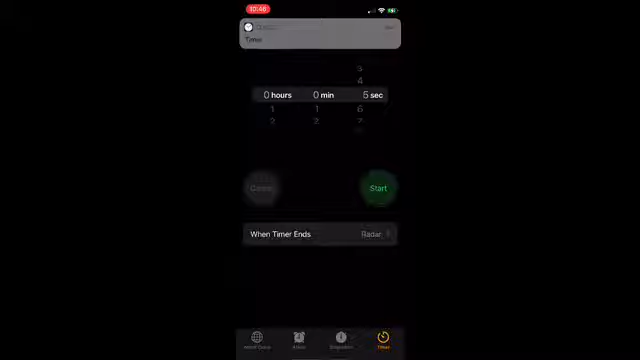 10:46
Timer
3
4
0 hours 0 min 5 sec
1 1 6
2 2 7
Cancel Start
When Timer Ends Radar
World Clock Alarm Stopwatch Timer